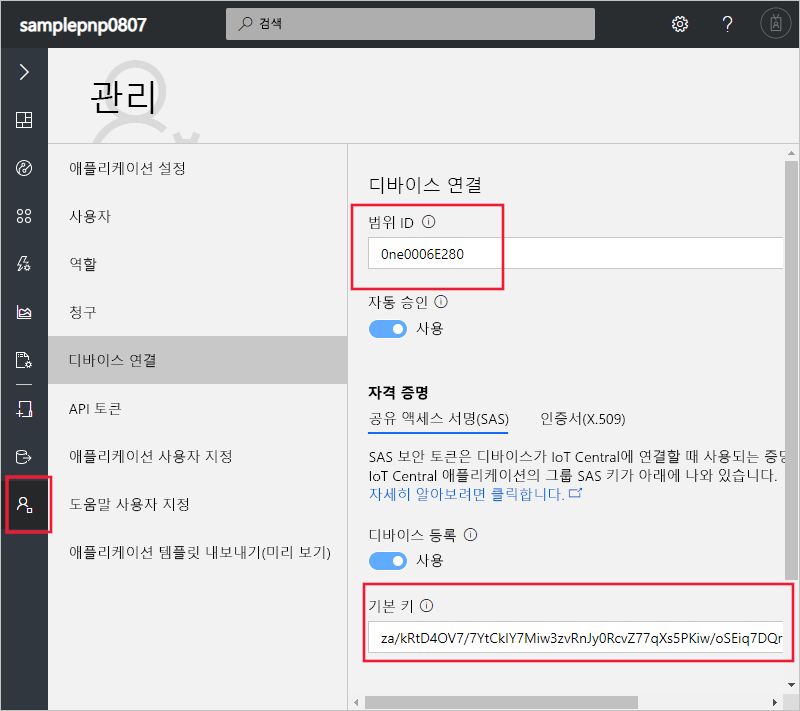 samplepnp0807
검색
관리
애플리케이션 설정
사용자
역할
청구
디바이스 연결
API 토큰
애플리케이션 사용자 지정
도움말 사용자 지정
애플리케이션 템플릿 내보내기(미리 보기)
디바이스 연결
범위 ID
0ne0006E280
자동 승인
사용
자격 증명
공유 액세스 서명(SAS) 인증서(X.509)
SAS 보안 토큰은 디바이스가 IoT Central에 연결할 때 사용되는 증명
IoT Central 애플리케이션의 그룹 SAS 키가 아래에 나와 있습니다.
자세히 알아보려면 클릭합니다.
디바이스 등록
사용
기본 키
za/kRtD4OV7/7YtCkIY7Miw3zvRnJy0RcvZ77qXs5PKiw/oSEiq7DQr